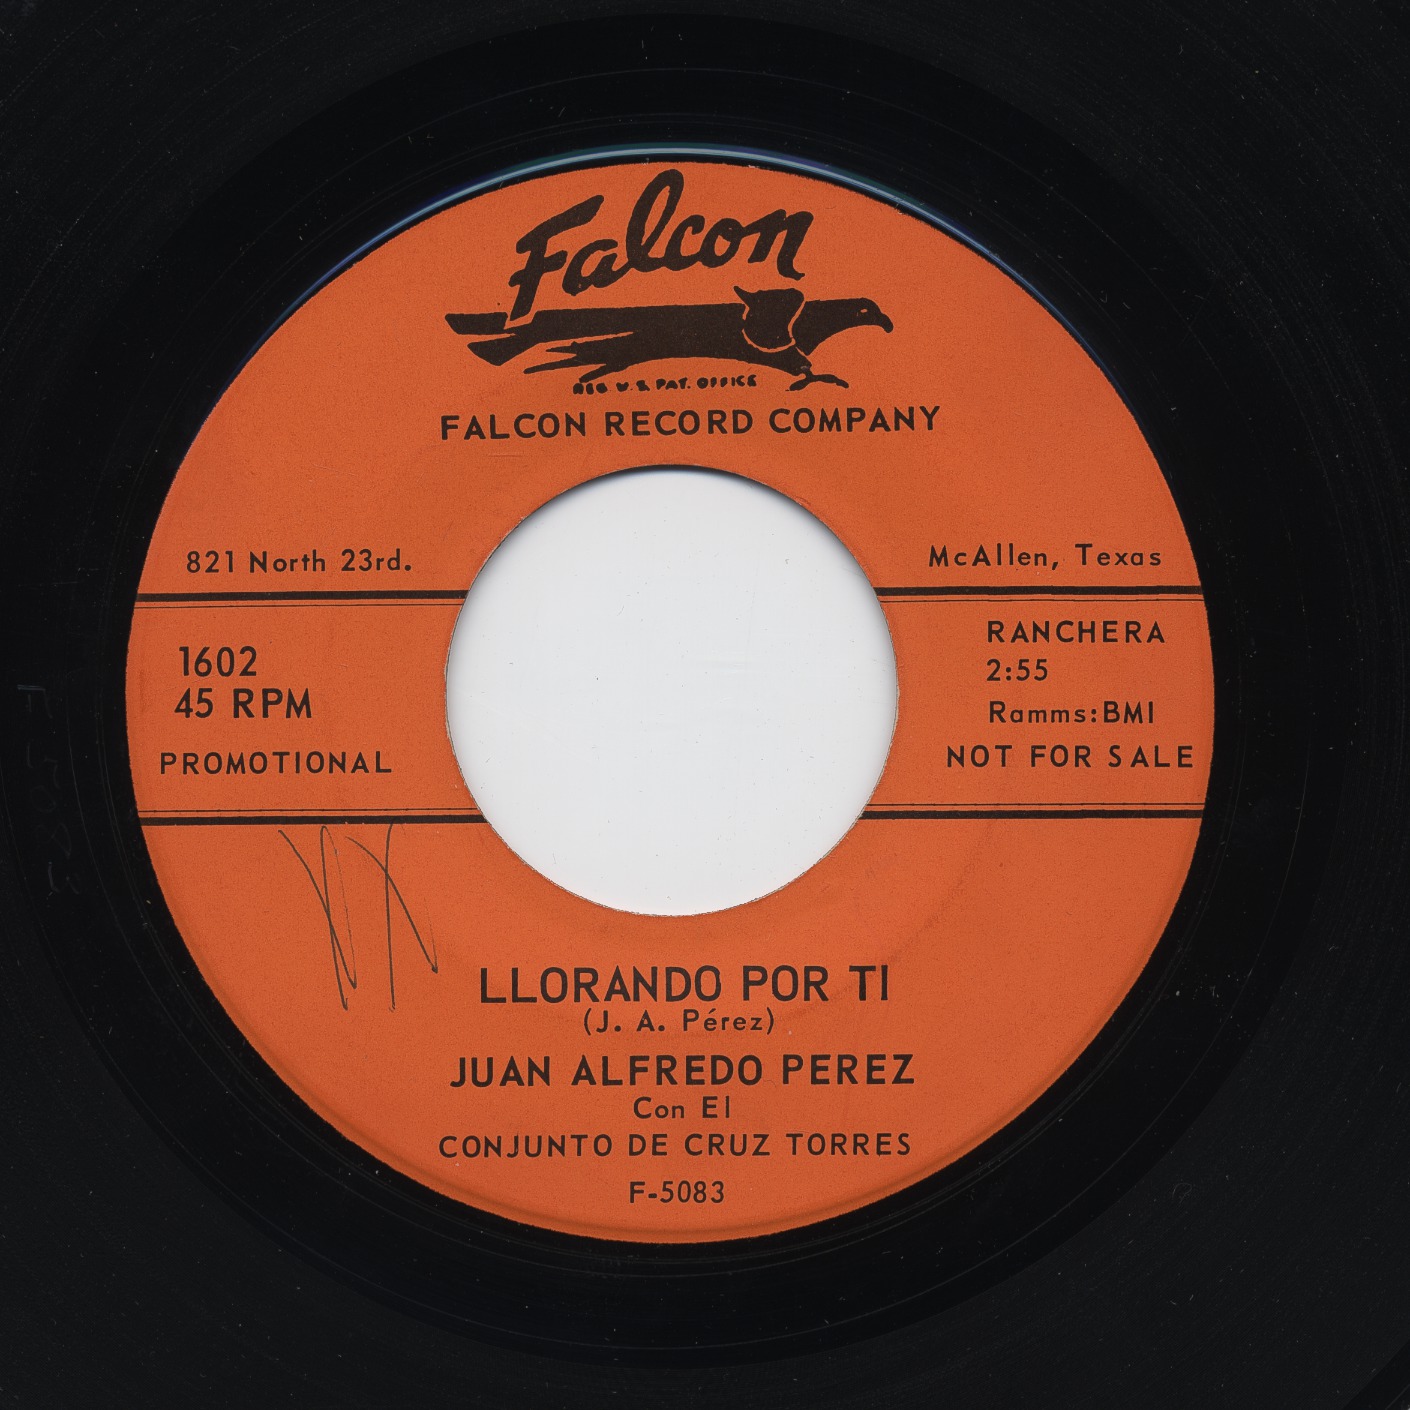 Falcon
REG U.S. PAT. OFFICE
FALCON RECORD COMPANY
821 North 23rd.
McAllen, Texas
1602
45 RPM
PROMOTIONAL
RANCHERA
2:55
Ramms:BMI
NOT FOR SALE
LLORANDO POR TI
(J. A. Pérez)
JUAN ALFREDO PEREZ
Con El
CONJUNTO DE CRUZ TORRES
F-5083